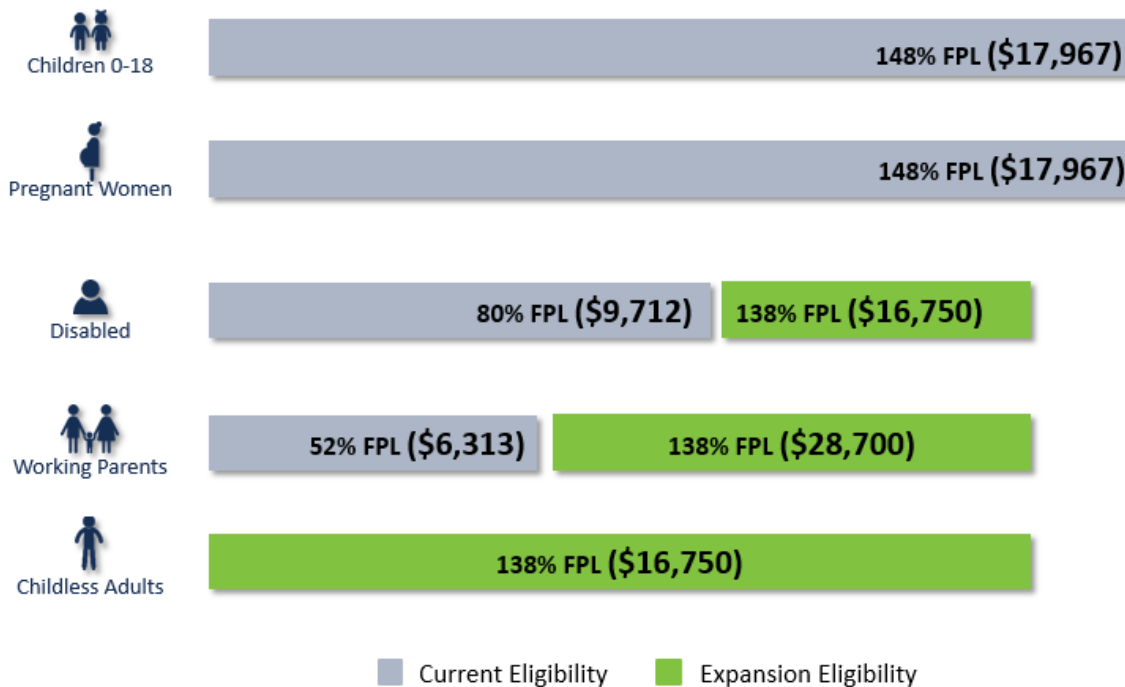 Children 0-18
148% FPL ($17,967)
Pregnant Women
148% FPL ($17,967)
Disabled
80% FPL ($9,712)
138% FPL ($16,750)
Working Parents
52% FPL ($6,313)
138% FPL ($28,700)
Childless Adults
138% FPL ($16,750)
Current Eligibility
Expansion Eligibility